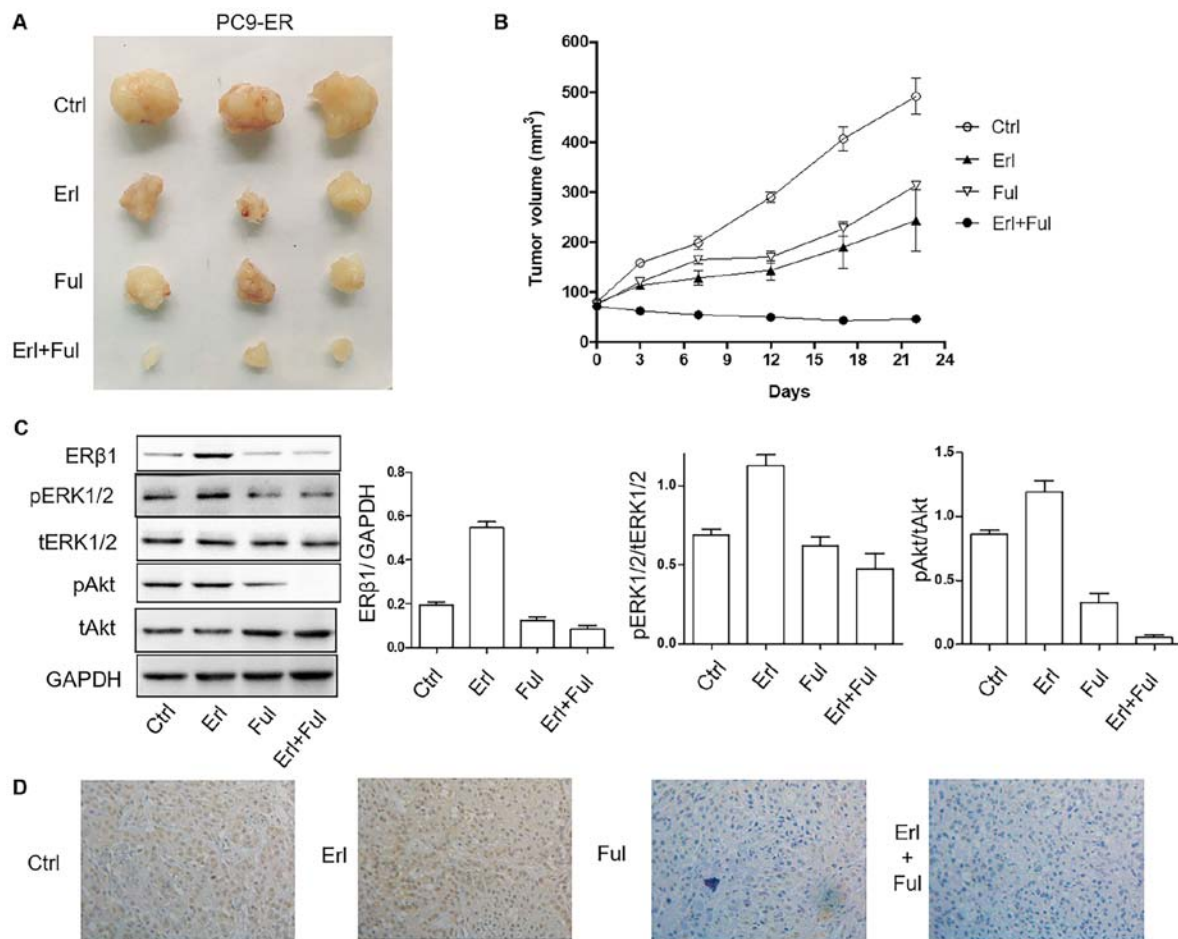 A
PC9-ER
Ctrl
Erl
Ful
Erl+Ful
B
Tumor volume (mm³)
600
500
400
300
200
100
0
0 3 6 9 12 15 18 21 24
Days
Ctrl
Erl
Ful
Erl+Ful
C
ERβ1
pERK1/2
tERK1/2
pAkt
tAkt
GAPDH
Ctrl
Erl
Ful
Erl+Ful
ERβ1/ GAPDH
0.8
0.6
0.4
0.2
0.0
Ctrl
Erl
Ful
Erl+Ful
pERK1/2/tERK1/2
1.0
0.5
0.0
Ctrl
Erl
Ful
Erl+Ful
pAkt/tAkt
1.5
1.0
0.5
0.0
Ctrl
Erl
Ful
Erl+Ful
D
Ctrl
Erl
Ful
Erl
+
Ful